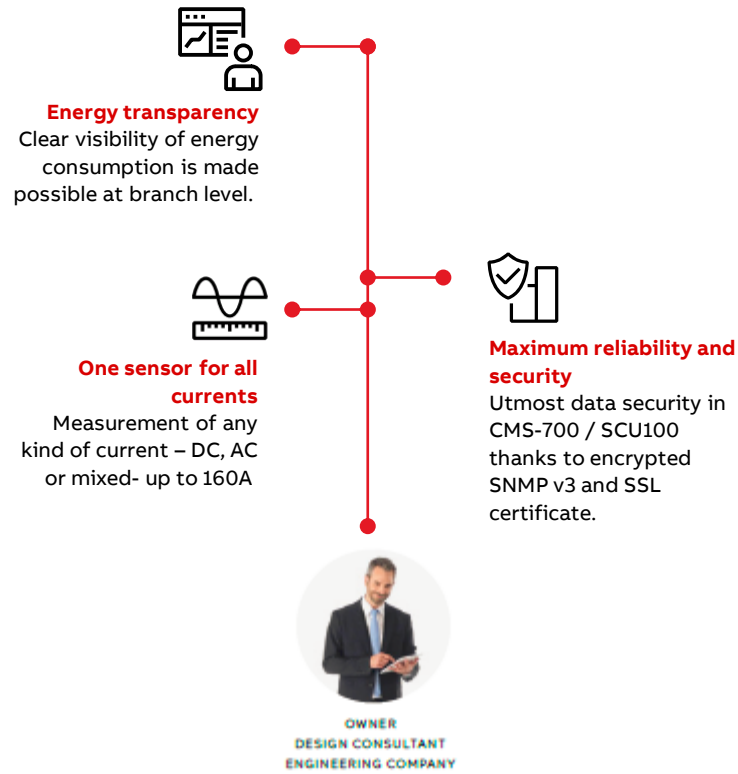 Energy transparency
Clear visibility of energy
consumption is made
possible at branch level.
One sensor for all
currents
Measurement of any
kind of current – DC, AC
or mixed- up to 160A
Maximum reliability and
security
Utmost data security in
CMS-700 / SCU100
thanks to encrypted
SNMP v3 and SSL
certificate.
OWNER
DESIGN CONSULTANT
ENGINEERING COMPANY